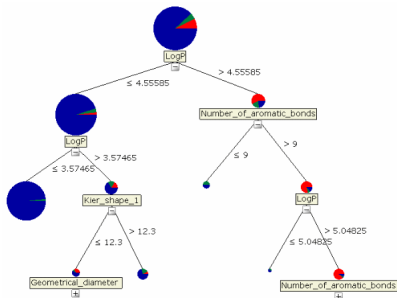 LogP
≤ 4.55585
> 4.55585
LogP
Number_of_aromatic_bonds
≤ 3.57465
> 3.57465
≤ 9
> 9
Kier_shape_1
LogP
≤ 12.3
> 12.3
≤ 5.04825
> 5.04825
Geometrical_diameter
Number_of_aromatic_bonds